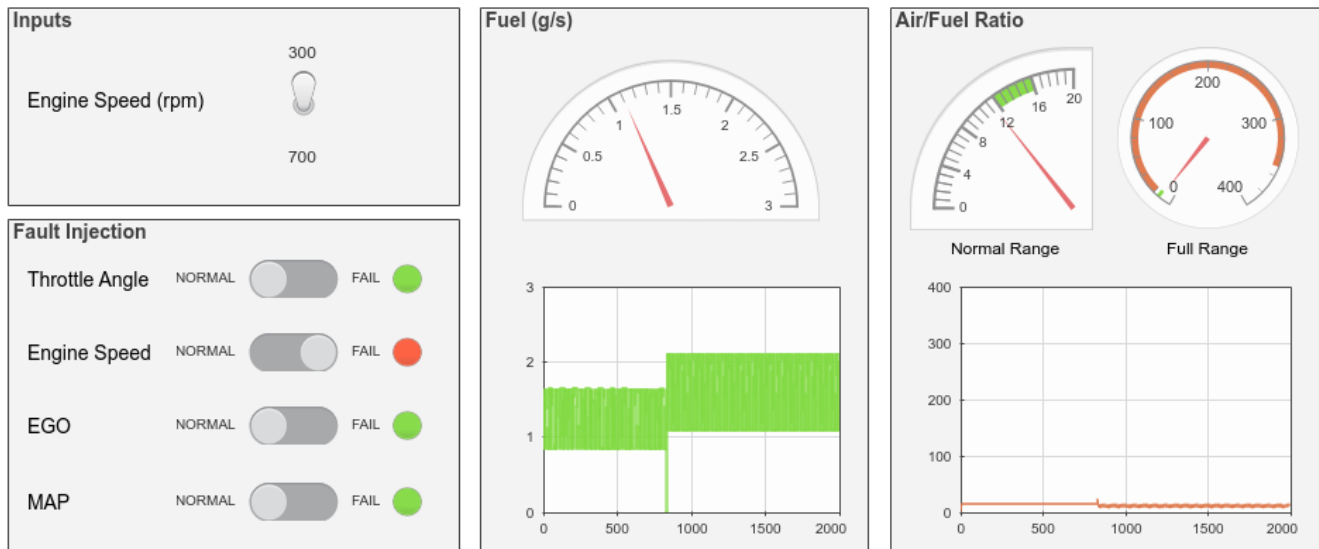 Inputs
300
Engine Speed (rpm)
700
Fault Injection
Throttle Angle NORMAL FAIL
Engine Speed NORMAL FAIL
EGO NORMAL FAIL
MAP NORMAL FAIL
Fuel (g/s)
0 0.5 1 1.5 2 2.5 3
3
2
1
0
0 500 1000 1500 2000
Air/Fuel Ratio
0 4 8 12 16 20
Normal Range
0 100 200 300 400
Full Range
400
300
200
100
0
0 500 1000 1500 2000